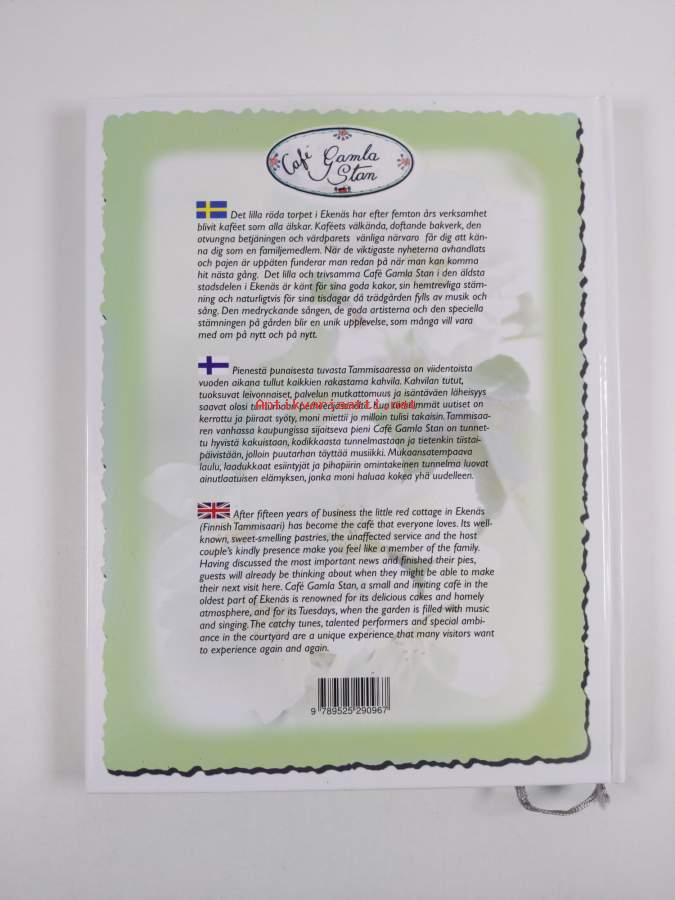 Café Gamla
Stan
Det lilla röda torpet i Ekenäs har efter femton års verksamhet
blivit kaféet som alla älskar. Kaféets välkända, doftande bakverk, den
otvungna betjäningen och värdparets vänliga närvaro får dig att kän-
na dig som en familjemedlem. När de viktigaste nyheterna avhandlats
och pajen är uppäten funderar man redan på när man kan komma
hit nästa gång. Det lilla och trivsamma Café Gamla Stan i den äldsta
stadsdelen i Ekenäs är känt för sina goda kakor, sin hemtrevliga stäm-
ning och naturligtvis för sina tisdagar då trädgården fylls av musik och
sång. Den medryckande sången, de goda artisterna och den speciella
stämningen på gården blir en unik upplevelse, som många vill vara
med om på nytt och på nytt.
Pienestä punaisesta tuvasta Tammisaaressa on viidentoista
vuoden aikana tullut kaikkien rakastama kahvila. Kahvilan tutut,
tuoksuvat leivonnaiset, palvelun mutkattomuus ja isäntäväen läheisyys
saavat olosi
Antikvariaatti.net
uutiset on
kerrottu ja piiraat syöty, moni miettii jo milloin tulisi takaisin. Tammisaa-
ren vanhassa kaupungissa sijaitseva pieni Café Gamla Stan on tunnet-
tu hyvistä kakuistaan, kodikkaasta tunnelmastaan ja tietenkin tiistai-
päivistään, jolloin puutarhan täyttää musiikki. Mukaansatempaava
laulu, laadukkaat esiintyjät ja pihapiirin omintakeinen tunnelma luovat
ainutlaatuisen elämyksen, jonka moni haluaa kokea yhä uudelleen.
After fifteen years of business the little red cottage in Ekenäs
(Finnish Tammisaari) has become the café that everyone loves. Its well-
known, sweet-smelling pastries, the unaffected service and the host
couple's kindly presence make you feel like a member of the family.
Having discussed the most important news and finished their pies,
guests will already be thinking about when they might be able to make
their next visit here. Café Gamla Stan, a small and inviting café in the
oldest part of Ekenäs is renowned for its delicious cakes and homely
atmosphere, and for its Tuesdays, when the garden is filled with music
and singing. The catchy tunes, talented performers and special ambi-
ance in the courtyard are a unique experience that many visitors want
to experience again and again.
9 789525 290967